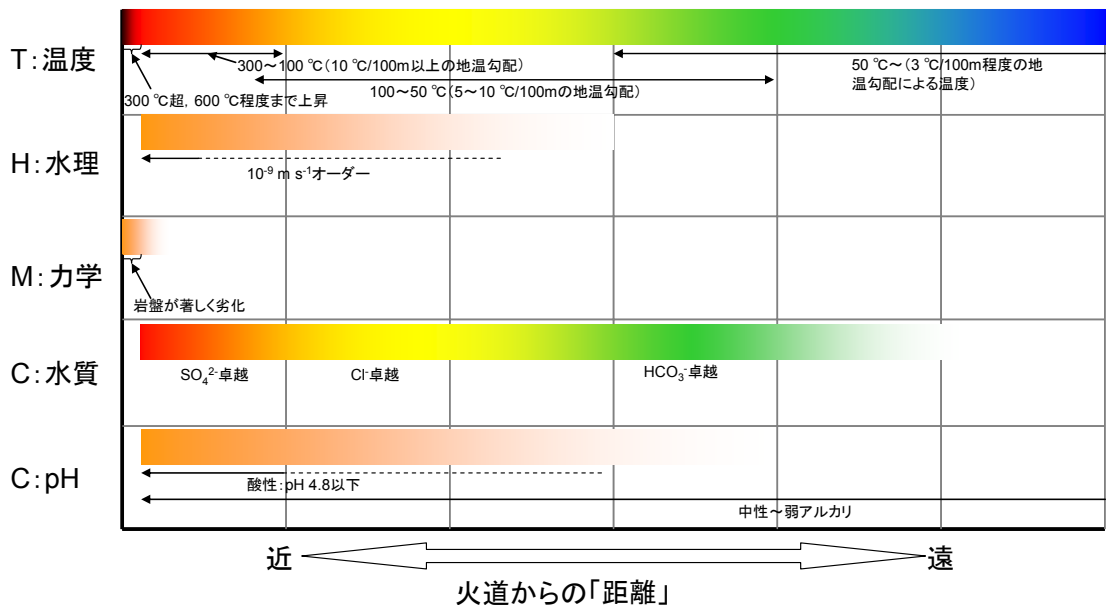 T：温度
300～100 ℃（10 ℃/100m以上の地温勾配）
50 ℃～（3 ℃/100m程度の地
温勾配による温度）
100～50 ℃（5～10 ℃/100mの地温勾配）
300 ℃超，600 ℃程度まで上昇
H：水理
10⁻⁹ m s⁻¹オーダー
M：力学
岩盤が著しく劣化
C：水質
SO₄²⁻卓越
Cl⁻卓越
HCO₃⁻卓越
C：pH
酸性：pH 4.8以下
中性～弱アルカリ
近
遠
火道からの「距離」